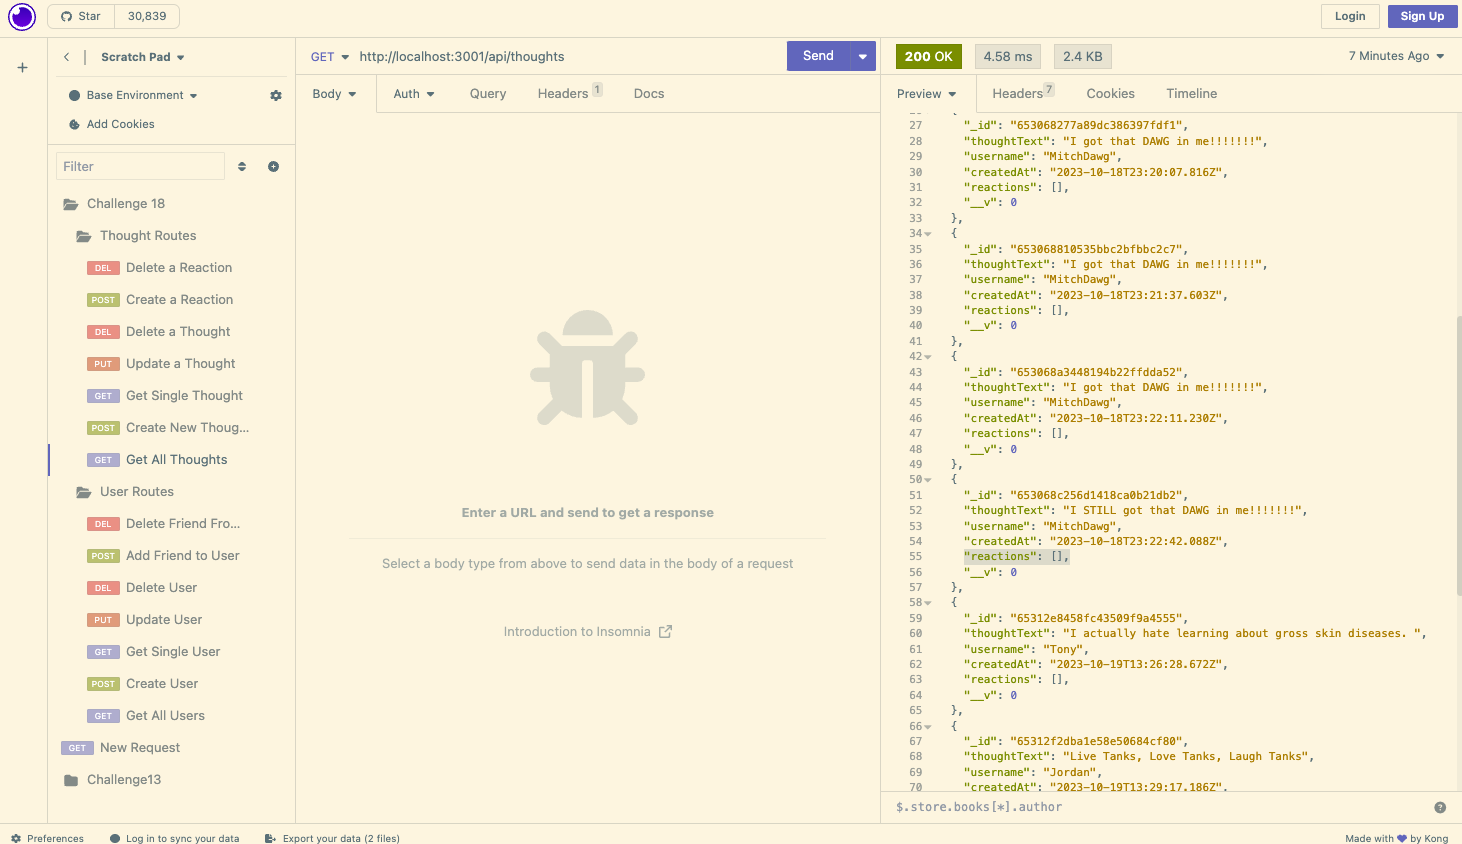 Star 30,839
Login Sign Up
Scratch Pad
Base Environment
Add Cookies
Filter
Challenge 18
Thought Routes
DEL Delete a Reaction
POST Create a Reaction
DEL Delete a Thought
PUT Update a Thought
GET Get Single Thought
POST Create New Thoug...
GET Get All Thoughts
User Routes
DEL Delete Friend Fro...
POST Add Friend to User
DEL Delete User
PUT Update User
GET Get Single User
POST Create User
GET Get All Users
GET New Request
Challenge13
GET http://localhost:3001/api/thoughts Send
Body Auth Query Headers 1 Docs
Enter a URL and send to get a response
Select a body type from above to send data in the body of a request
Introduction to Insomnia
200 OK 4.58 ms 2.4 KB 7 Minutes Ago
Preview Headers 7 Cookies Timeline
26 {
27 "_id": "653068277a89dc386397fdf1",
28 "thoughtText": "I got that DAWG in me!!!!!!!",
29 "username": "MitchDawg",
30 "createdAt": "2023-10-18T23:20:07.816Z",
31 "reactions": [],
32 "__v": 0
33 },
34 {
35 "_id": "653068810535bbc2bfbbc2c7",
36 "thoughtText": "I got that DAWG in me!!!!!!!",
37 "username": "MitchDawg",
38 "createdAt": "2023-10-18T23:21:37.603Z",
39 "reactions": [],
40 "__v": 0
41 },
42 {
43 "_id": "653068a3448194b22ffdda52",
44 "thoughtText": "I got that DAWG in me!!!!!!!",
45 "username": "MitchDawg",
46 "createdAt": "2023-10-18T23:22:11.230Z",
47 "reactions": [],
48 "__v": 0
49 },
50 {
51 "_id": "653068c256d1418ca0b21db2",
52 "thoughtText": "I STILL got that DAWG in me!!!!!!!",
53 "username": "MitchDawg",
54 "createdAt": "2023-10-18T23:22:42.088Z",
55 "reactions": [],
56 "__v": 0
57 },
58 {
59 "_id": "65312e8458fc43509f9a4555",
60 "thoughtText": "I actually hate learning about gross skin diseases. ",
61 "username": "Tony",
62 "createdAt": "2023-10-19T13:26:28.672Z",
63 "reactions": [],
64 "__v": 0
65 },
66 {
67 "_id": "65312f2dba1e58e50684cf80",
68 "thoughtText": "Live Tanks, Love Tanks, Laugh Tanks",
69 "username": "Jordan",
70 "createdAt": "2023-10-19T13:29:17.186Z",
$.store.books[*].author
Preferences Log in to sync your data Export your data (2 files) Made with by Kong